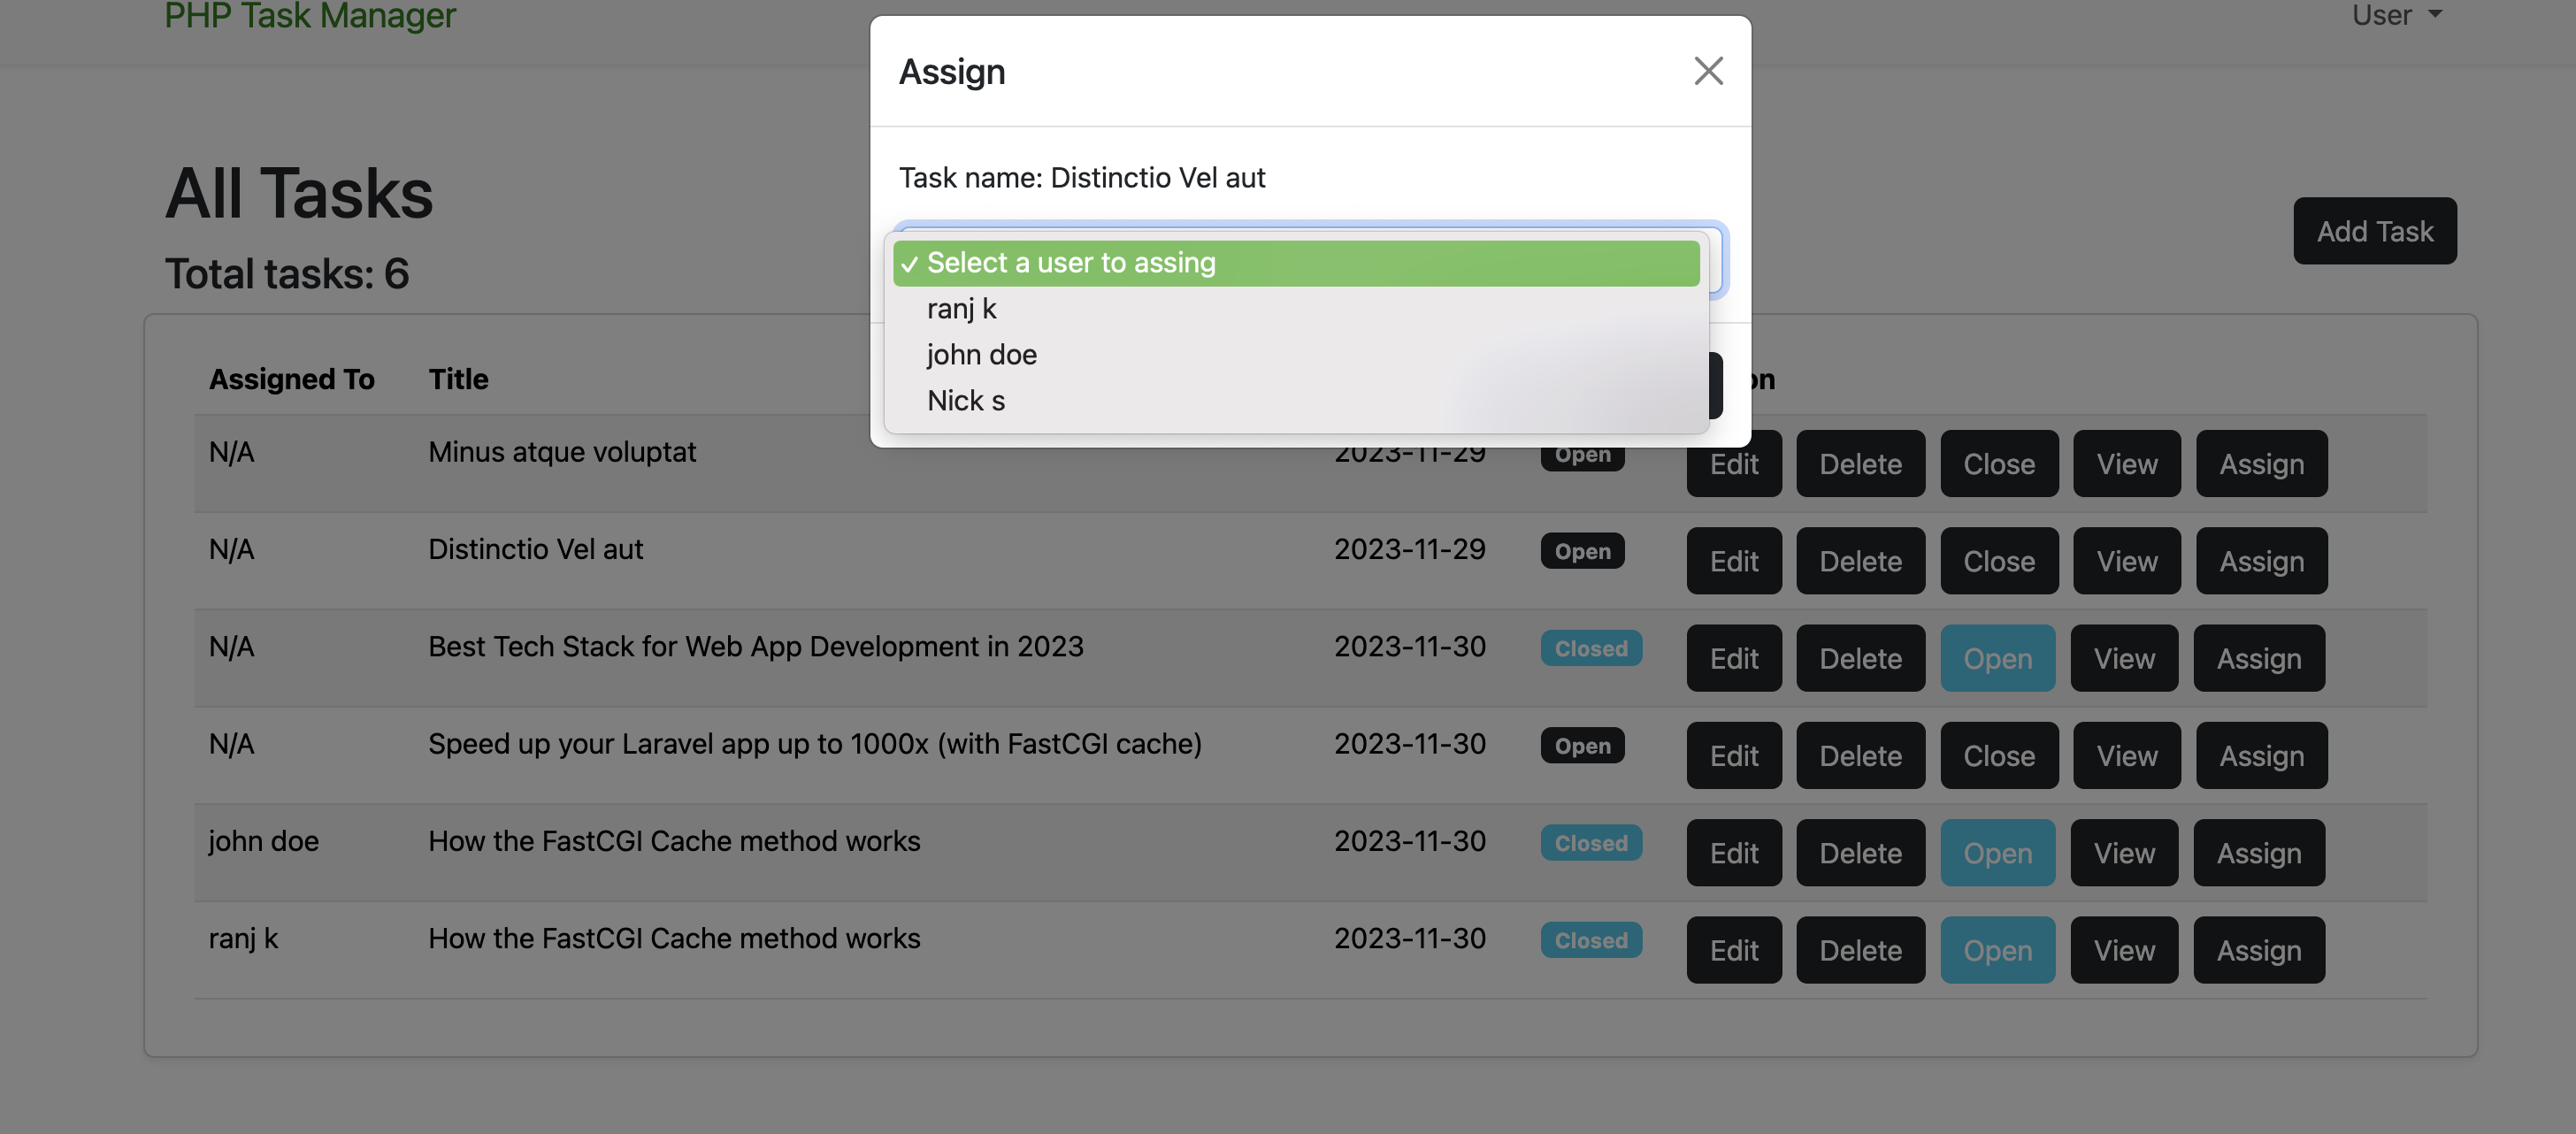 PHP Task Manager
User
Assign
Task name: Distinctio Vel aut
All Tasks
Add Task
✓ Select a user to assing
Total tasks: 6
ranj k
john doe
Nick s
Assigned To Title
N/A Minus atque voluptat 2023-11-29 Open Edit Delete Close View Assign
N/A Distinctio Vel aut 2023-11-29 Open Edit Delete Close View Assign
N/A Best Tech Stack for Web App Development in 2023 2023-11-30 Closed Edit Delete Open View Assign
N/A Speed up your Laravel app up to 1000x (with FastCGI cache) 2023-11-30 Open Edit Delete Close View Assign
john doe How the FastCGI Cache method works 2023-11-30 Closed Edit Delete Open View Assign
ranj k How the FastCGI Cache method works 2023-11-30 Closed Edit Delete Open View Assign